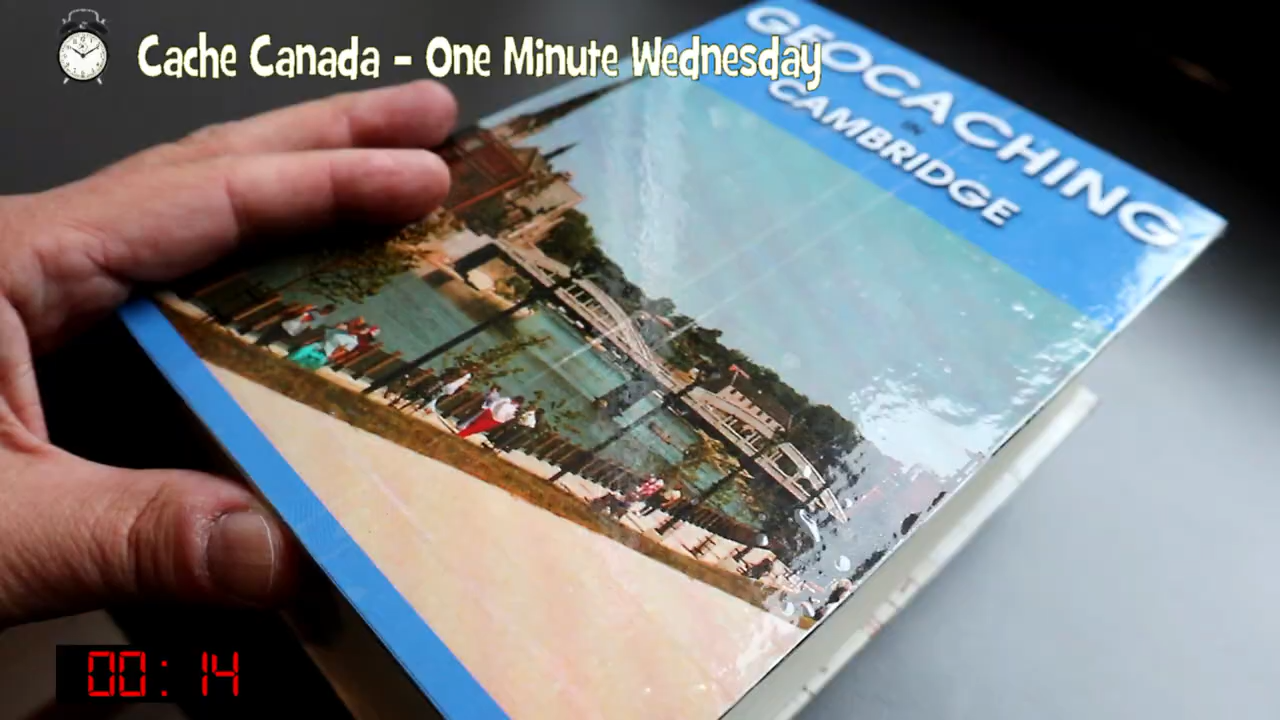 Cache Canada - One Minute Wednesday
GEOCACHING
IN
CAMBRIDGE
00:14